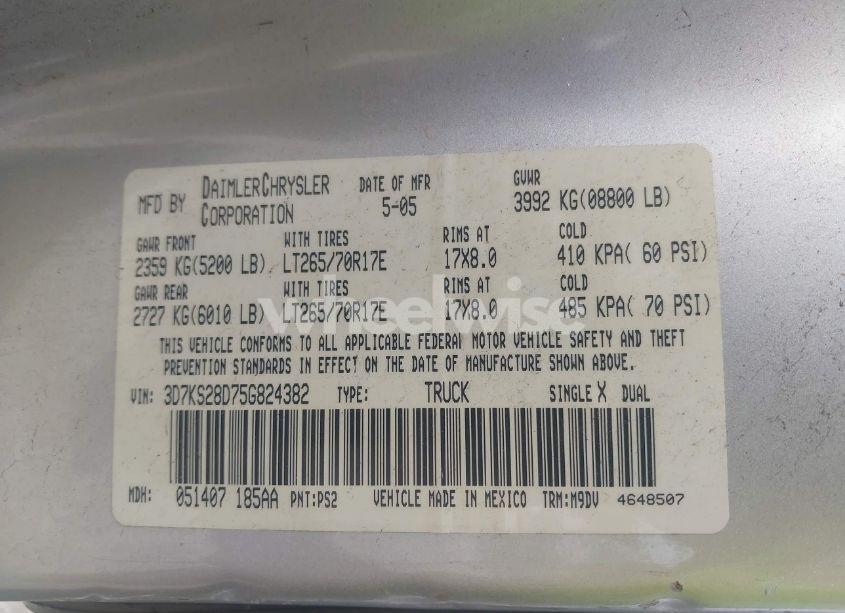 MFD BY DAIMLERCHRYSLER CORPORATION DATE OF MFR 5-05 GVWR 3992 KG(08800 LB)
GAWR FRONT WITH TIRES RIMS AT COLD
2359 KG(5200 LB) LT265/70R17E 17X8.0 410 KPA( 60 PSI)
GAWR REAR WITH TIRES RIMS AT COLD
2727 KG(6010 LB) LT265/70R17E 17X8.0 485 KPA( 70 PSI)
THIS VEHICLE CONFORMS TO ALL APPLICABLE FEDERAL MOTOR VEHICLE SAFETY AND THEFT
PREVENTION STANDARDS IN EFFECT ON THE DATE OF MANUFACTURE SHOWN ABOVE.
VIN: 3D7KS28D75G824382 TYPE: TRUCK SINGLE X DUAL
MDH: 051407 185AA PNT:PS2 VEHICLE MADE IN MEXICO TRM:M9DV 4648507
wheelwise